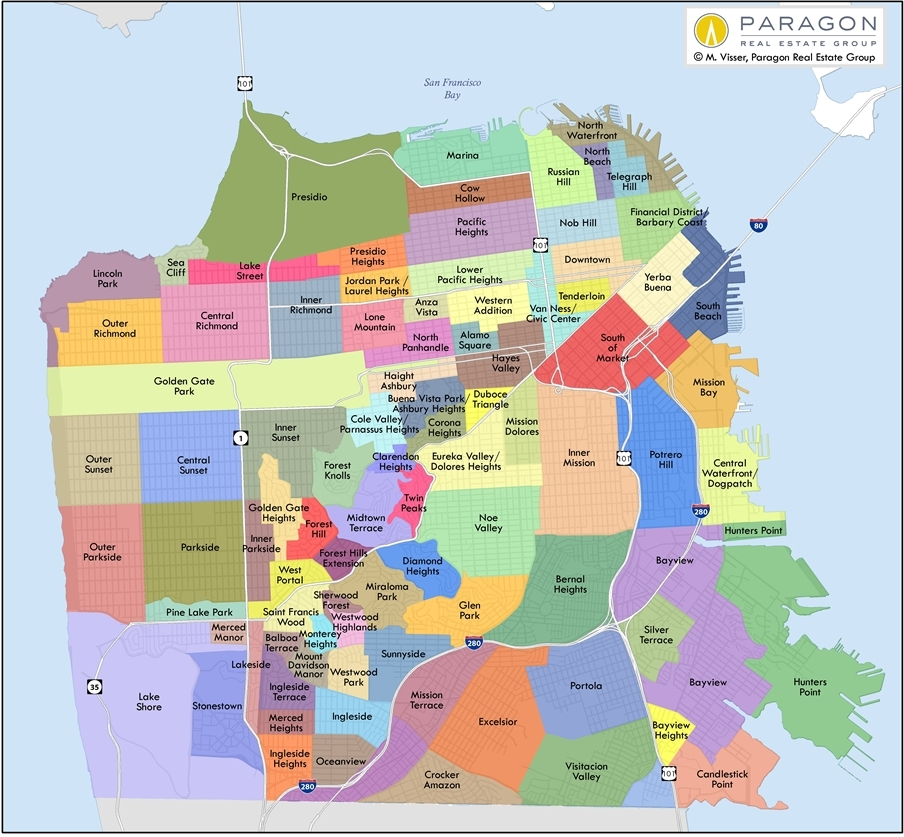 PARAGON
REAL ESTATE GROUP
© M. Visser, Paragon Real Estate Group
101
San Francisco
Bay
North
Waterfront
Marina
North
Beach
Russian
Hill
Telegraph
Hill
Cow
Hollow
Presidio
Pacific
Heights
Nob Hill
Financial District/
Barbary Coast
80
101
Presidio
Heights
Downtown
Sea
Cliff
Lake
Street
Lincoln
Park
Lower
Pacific Heights
Yerba
Buena
Jordan Park /
Laurel Heights
Tenderloin
Inner
Richmond
Anza
Vista
Western
Addition
Van Ness/
Civic Center
South
Beach
Outer
Richmond
Central
Richmond
Lone
Mountain
North
Panhandle
Alamo
Square
South
of
Market
Hayes
Valley
Golden Gate
Park
Haight
Ashbury
Mission
Bay
Buena Vista Park/
Ashbury Heights
Duboce
Triangle
Cole Valley/
Parnassus Heights
Corona
Heights
Mission
Dolores
Inner
Sunset
1
Outer
Sunset
Central
Sunset
Forest
Knolls
Clarendon
Heights
Eureka Valley/
Dolores Heights
Inner
Mission
101
Potrero
Hill
Central
Waterfront/
Dogpatch
Twin
Peaks
Golden Gate
Heights
Midtown
Terrace
Noe
Valley
280
Forest
Hill
Hunters Point
Outer
Parkside
Parkside
Inner
Parkside
Forest Hills
Extension
Diamond
Heights
Bayview
West
Portal
Bernal
Heights
Miraloma
Park
Sherwood
Forest
Glen
Park
Pine Lake Park
Saint Francis
Wood
Westwood
Highlands
Merced
Manor
Balboa
Terrace
Monterey
Heights
280
Silver
Terrace
Sunnyside
Lakeside
Mount
Davidson
Manor
Westwood
Park
35
Lake
Shore
Stonestown
Ingleside
Terrace
Mission
Terrace
Portola
Bayview
Hunters
Point
Merced
Heights
Ingleside
Excelsior
Bayview
Heights
Ingleside
Heights
Oceanview
280
Crocker
Amazon
Visitacion
Valley
101
Candlestick
Point